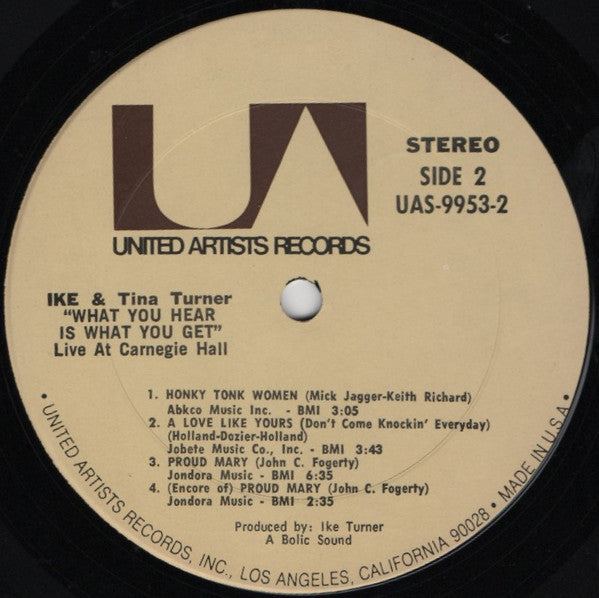 UA
UNITED ARTISTS RECORDS
STEREO
SIDE 2
UAS-9953-2
IKE & Tina Turner
"WHAT YOU HEAR
IS WHAT YOU GET"
Live At Carnegie Hall
1. HONKY TONK WOMEN (Mick Jagger-Keith Richard)
Abkco Music Inc. - BMI 3:05
2. A LOVE LIKE YOURS (Don't Come Knockin' Everyday)
(Holland-Dozier-Holland)
Jobete Music Co., Inc. - BMI 3:43
3. PROUD MARY (John C. Fogerty)
Jondora Music - BMI 6:35
4. (Encore of) PROUD MARY (John C. Fogerty)
Jondora Music - BMI 2:35
Produced by: Ike Turner
A Bolic Sound
• UNITED ARTISTS RECORDS, INC., LOS ANGELES, CALIFORNIA 90028 • MADE IN U.S.A •